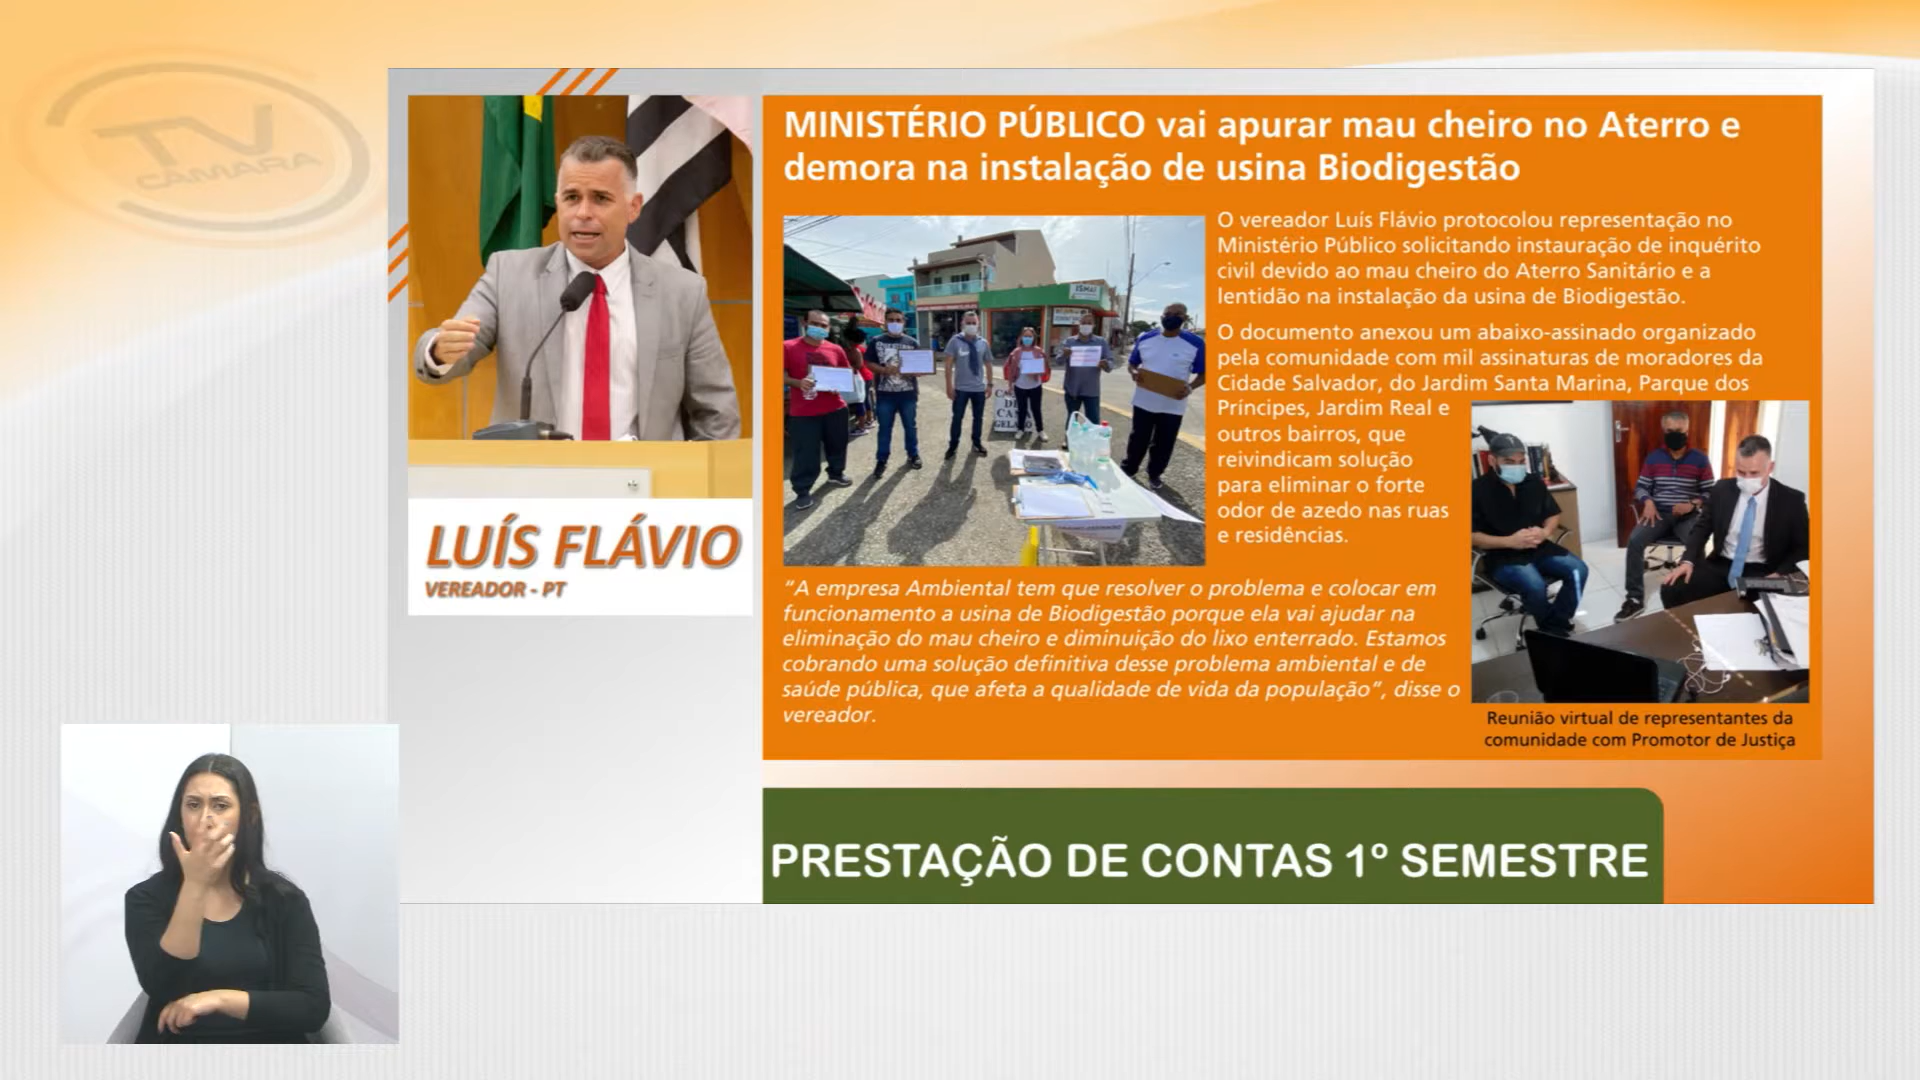 TV
CAMARA
MINISTÉRIO PÚBLICO vai apurar mau cheiro no Aterro e
demora na instalação de usina Biodigestão
O vereador Luís Flávio protocolou representação no
Ministério Público solicitando instauração de inquérito
civil devido ao mau cheiro do Aterro Sanitário e a
lentidão na instalação da usina de Biodigestão.
O documento anexou um abaixo-assinado organizado
pela comunidade com mil assinaturas de moradores da
Cidade Salvador, do Jardim Santa Marina, Parque dos
Príncipes, Jardim Real e
outros bairros, que
reivindicam solução
para eliminar o forte
odor de azedo nas ruas
e residências.
“A empresa Ambiental tem que resolver o problema e colocar em
funcionamento a usina de Biodigestão porque ela vai ajudar na
eliminação do mau cheiro e diminuição do lixo enterrado. Estamos
cobrando uma solução definitiva desse problema ambiental e de
saúde pública, que afeta a qualidade de vida da população”, disse o
vereador.
Reunião virtual de representantes da
comunidade com Promotor de Justiça
LUÍS FLÁVIO
VEREADOR - PT
PRESTAÇÃO DE CONTAS 1º SEMESTRE